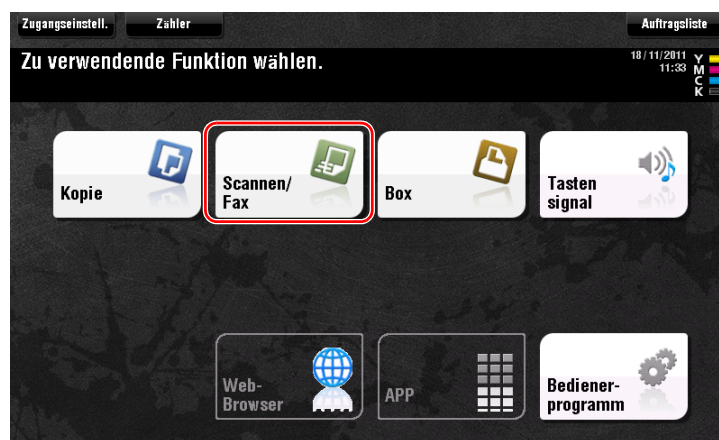 Zugangseinstell. Zähler Auftragsliste
Zu verwendende Funktion wählen.
18/11/2011
11:33
Y
M
C
K
Kopie
Scannen/
Fax
Box
Tasten
signal
Web-
Browser
APP
Bediener-
programm